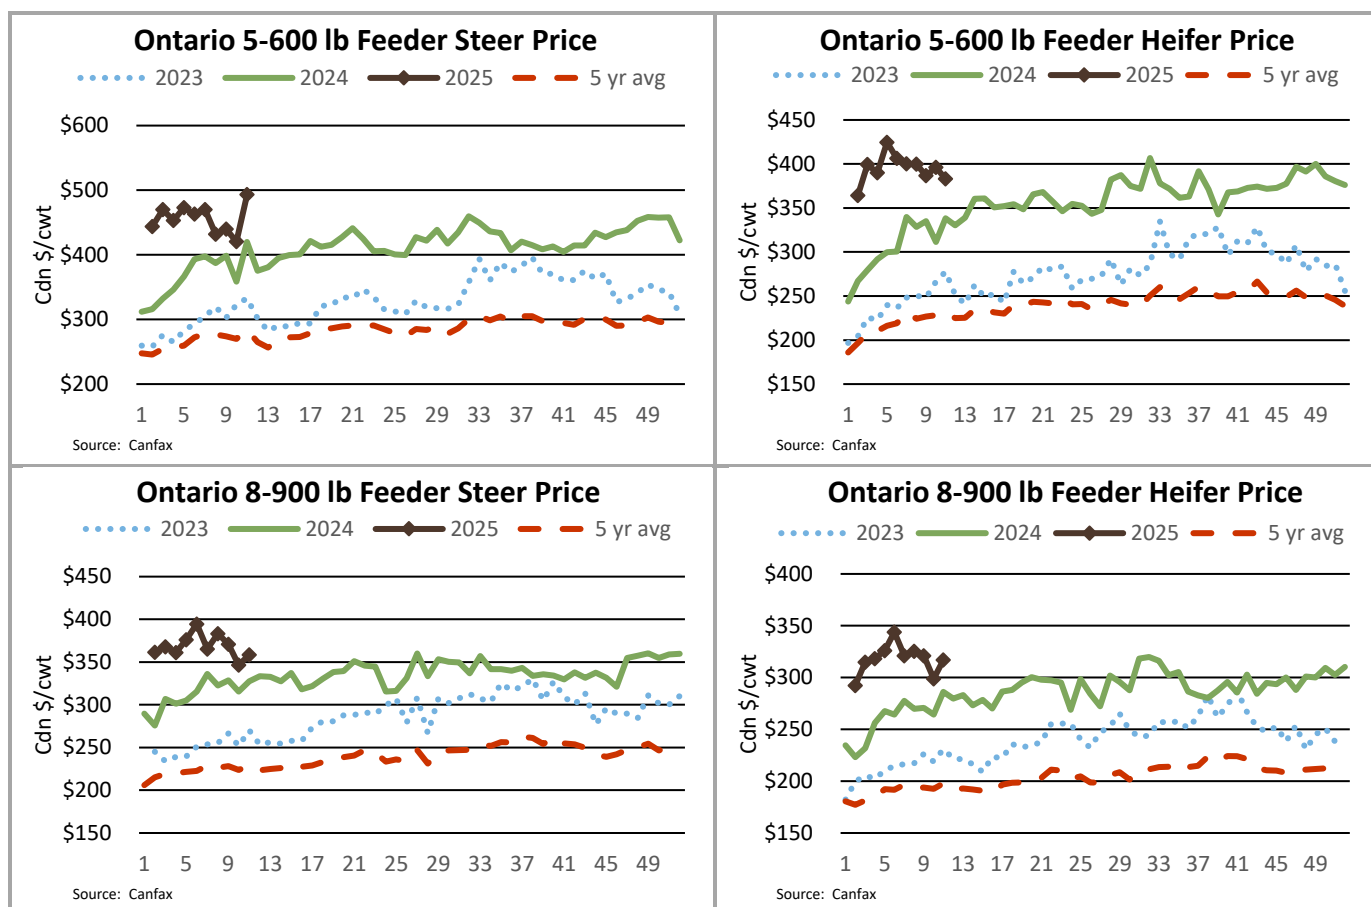 Ontario 5-600 lb Feeder Steer Price
2023 2024 2025 5 yr avg
Cdn $/cwt
$600
$500
$400
$300
$200
1 5 9 13 17 21 25 29 33 37 41 45 49
Source: Canfax
Ontario 5-600 lb Feeder Heifer Price
2023 2024 2025 5 yr avg
Cdn $/cwt
$450
$400
$350
$300
$250
$200
$150
1 5 9 13 17 21 25 29 33 37 41 45 49
Source: Canfax
Ontario 8-900 lb Feeder Steer Price
2023 2024 2025 5 yr avg
Cdn $/cwt
$450
$400
$350
$300
$250
$200
$150
1 5 9 13 17 21 25 29 33 37 41 45 49
Source: Canfax
Ontario 8-900 lb Feeder Heifer Price
2023 2024 2025 5 yr avg
Cdn $/cwt
$400
$350
$300
$250
$200
$150
1 5 9 13 17 21 25 29 33 37 41 45 49
Source: Canfax